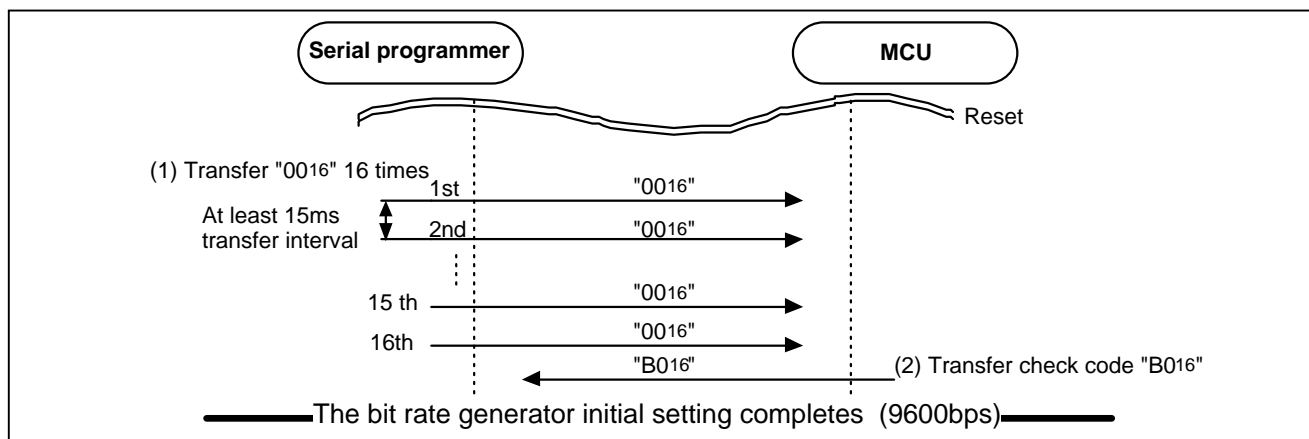 Serial programmer
MCU
Reset
(1) Transfer "0016" 16 times
1st
"0016"
At least 15ms
transfer interval
2nd
"0016"
15 th
"0016"
16th
"0016"
"B016"
(2) Transfer check code "B016"
The bit rate generator initial setting completes (9600bps)